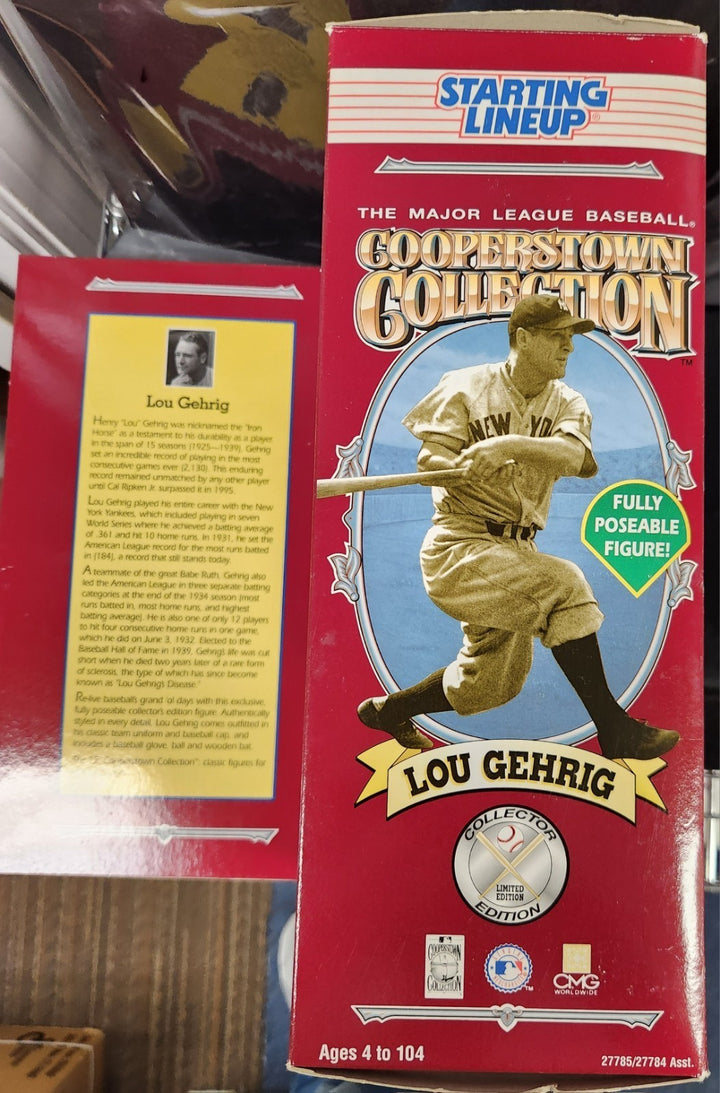 STARTING
LINEUP®
THE MAJOR LEAGUE BASEBALL®
COOPERSTOWN
COLLECTION
TM
NEW YO
FULLY
POSEABLE
FIGURE!
LOU GEHRIG
COLLECTOR
LIMITED
EDITION
EDITION
COOPERSTOWN
COLLECTION
TM
CMG
WORLDWIDE
Ages 4 to 104
27785/27784 Asst.
Lou Gehrig
Henry "Lou" Gehrig was nicknamed the "Iron
Horse" as a testament to his durability as a player.
In the span of 15 seasons (1925—1939), Gehrig
set an incredible record of playing in the most
consecutive games ever (2,130). This enduring
record remained unmatched by any other player
until Cal Ripken Jr. surpassed it in 1995.
Lou Gehrig played his entire career with the New
York Yankees, which included playing in seven
World Series where he achieved a batting average
of .361 and hit 10 home runs. In 1931, he set the
American League record for the most runs batted
in (184), a record that still stands today.
A teammate of the great Babe Ruth, Gehrig also
led the American League in three separate batting
categories at the end of the 1934 season (most
runs batted in, most home runs, and highest
batting average). He is also one of only 12 players
to hit four consecutive home runs in one game,
which he did on June 3, 1932. Elected to the
Baseball Hall of Fame in 1939, Gehrig's life was cut
short when he died two years later of a rare form
of sclerosis, the type of which has since become
known as "Lou Gehrig's Disease."
Re-live baseball's grand ol' days with this exclusive,
fully poseable collector's edition figure. Authentically
styled in every detail, Lou Gehrig comes outfitted in
his classic team uniform and baseball cap, and
includes a baseball glove, ball and wooden bat.
Cooperstown Collection": classic figures for